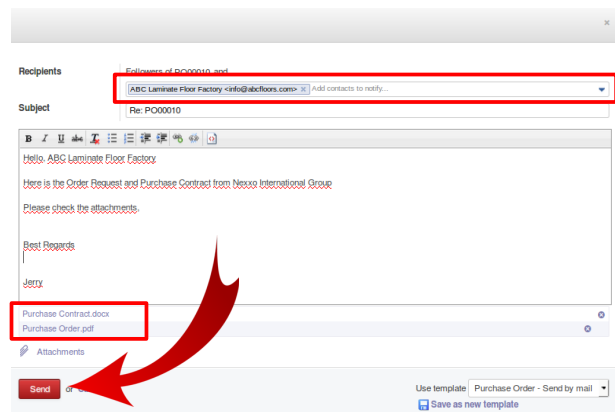 ×
Recipients
Followers of PO00010 and
ABC Laminate Floor Factory <info@abcfloors.com> × Add contacts to notify...
Subject
Re: PO00010
B I U abc
Hello, ABC Laminate Floor Factory
Here is the Order Request and Purchase Contract from Nexxo International Group
Please check the attachments.
Best Regards
Jerry
Purchase Contract.docx
Purchase Order.pdf
Attachments
Send or
Use template Purchase Order - Send by mail
Save as new template